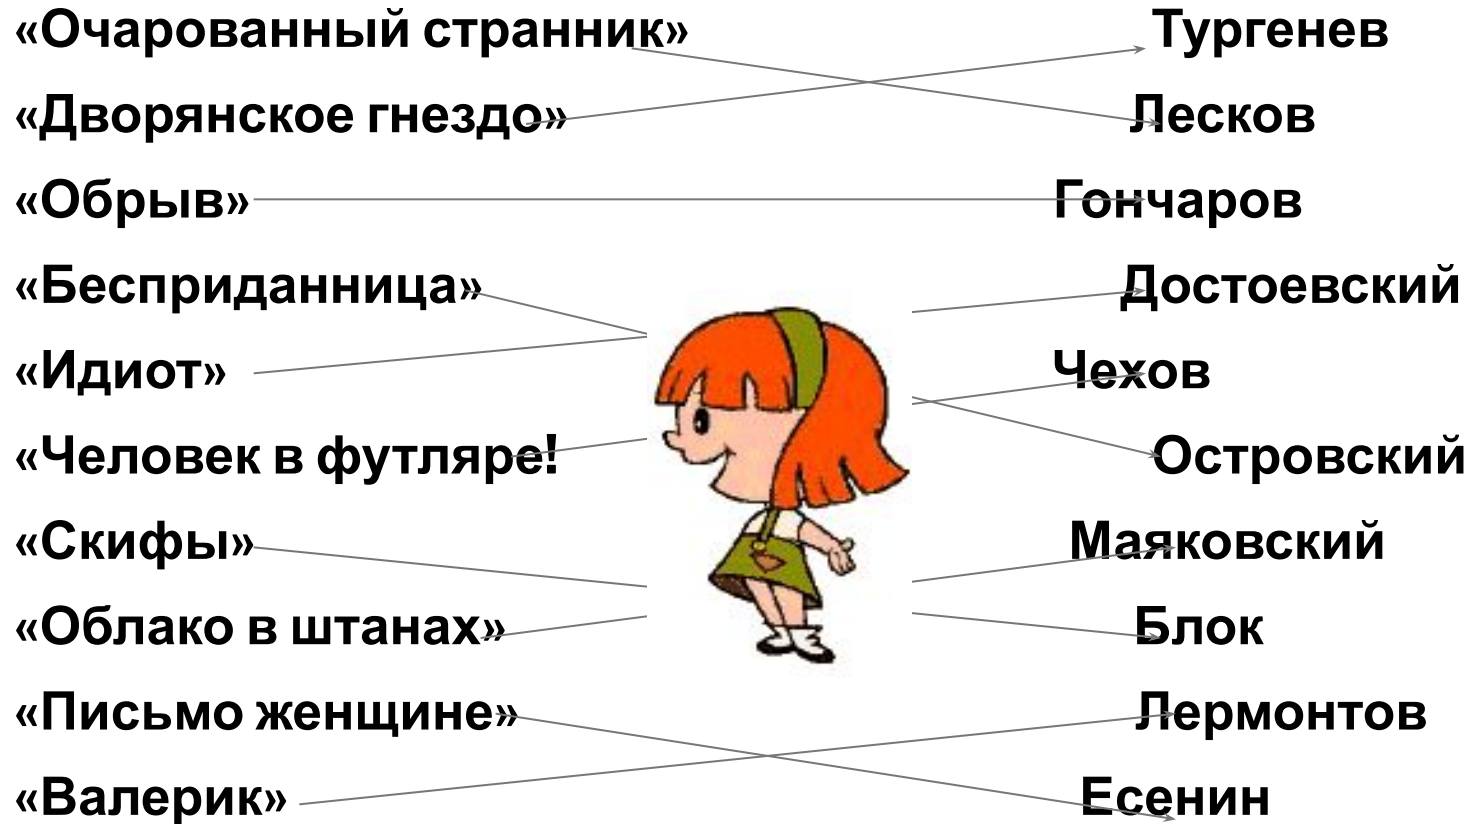 «Очарованный странник» Тургенев
«Дворянское гнездо» Лесков
«Обрыв» Гончаров
«Бесприданница» Достоевский
«Идиот» Чехов
«Человек в футляре! Островский
«Скифы» Маяковский
«Облако в штанах» Блок
«Письмо женщине» Лермонтов
«Валерик» Есенин